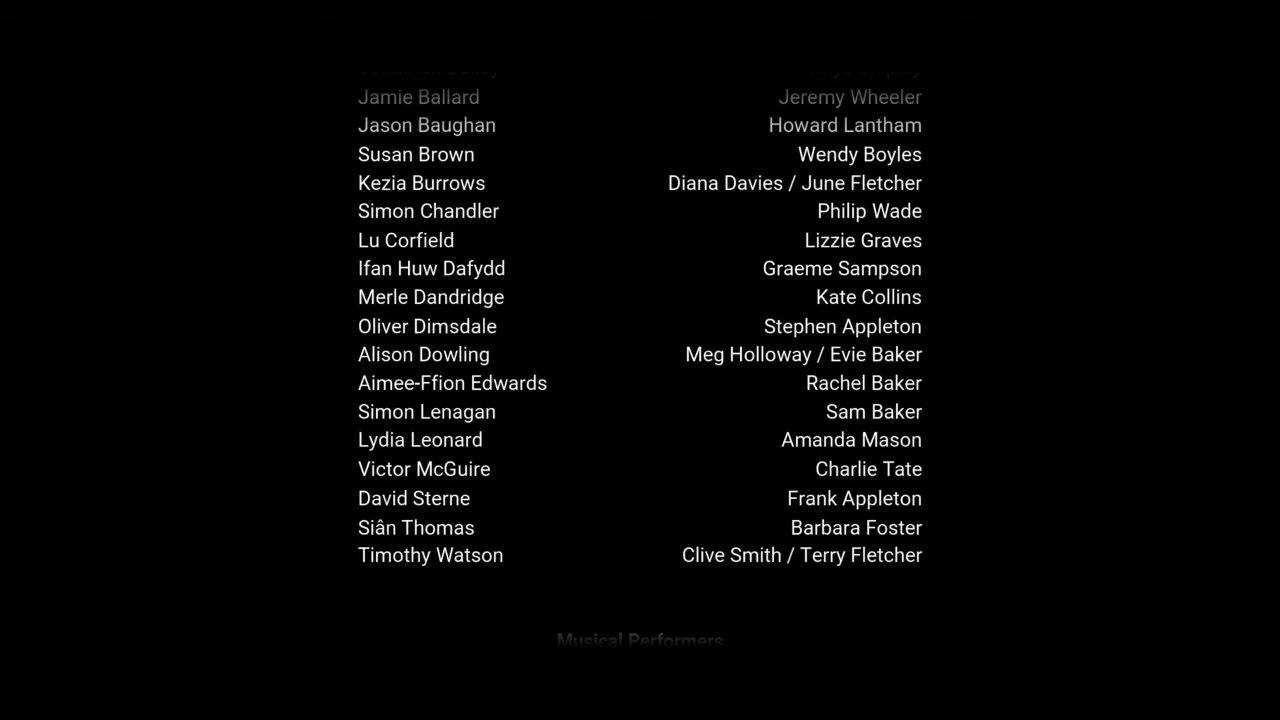 Jamie Ballard Jeremy Wheeler
Jason Baughan Howard Lantham
Susan Brown Wendy Boyles
Kezia Burrows Diana Davies / June Fletcher
Simon Chandler Philip Wade
Lu Corfield Lizzie Graves
Ifan Huw Dafydd Graeme Sampson
Merle Dandridge Kate Collins
Oliver Dimsdale Stephen Appleton
Alison Dowling Meg Holloway / Evie Baker
Aimee-Ffion Edwards Rachel Baker
Simon Lenagan Sam Baker
Lydia Leonard Amanda Mason
Victor McGuire Charlie Tate
David Sterne Frank Appleton
Siân Thomas Barbara Foster
Timothy Watson Clive Smith / Terry Fletcher
Musical Performers